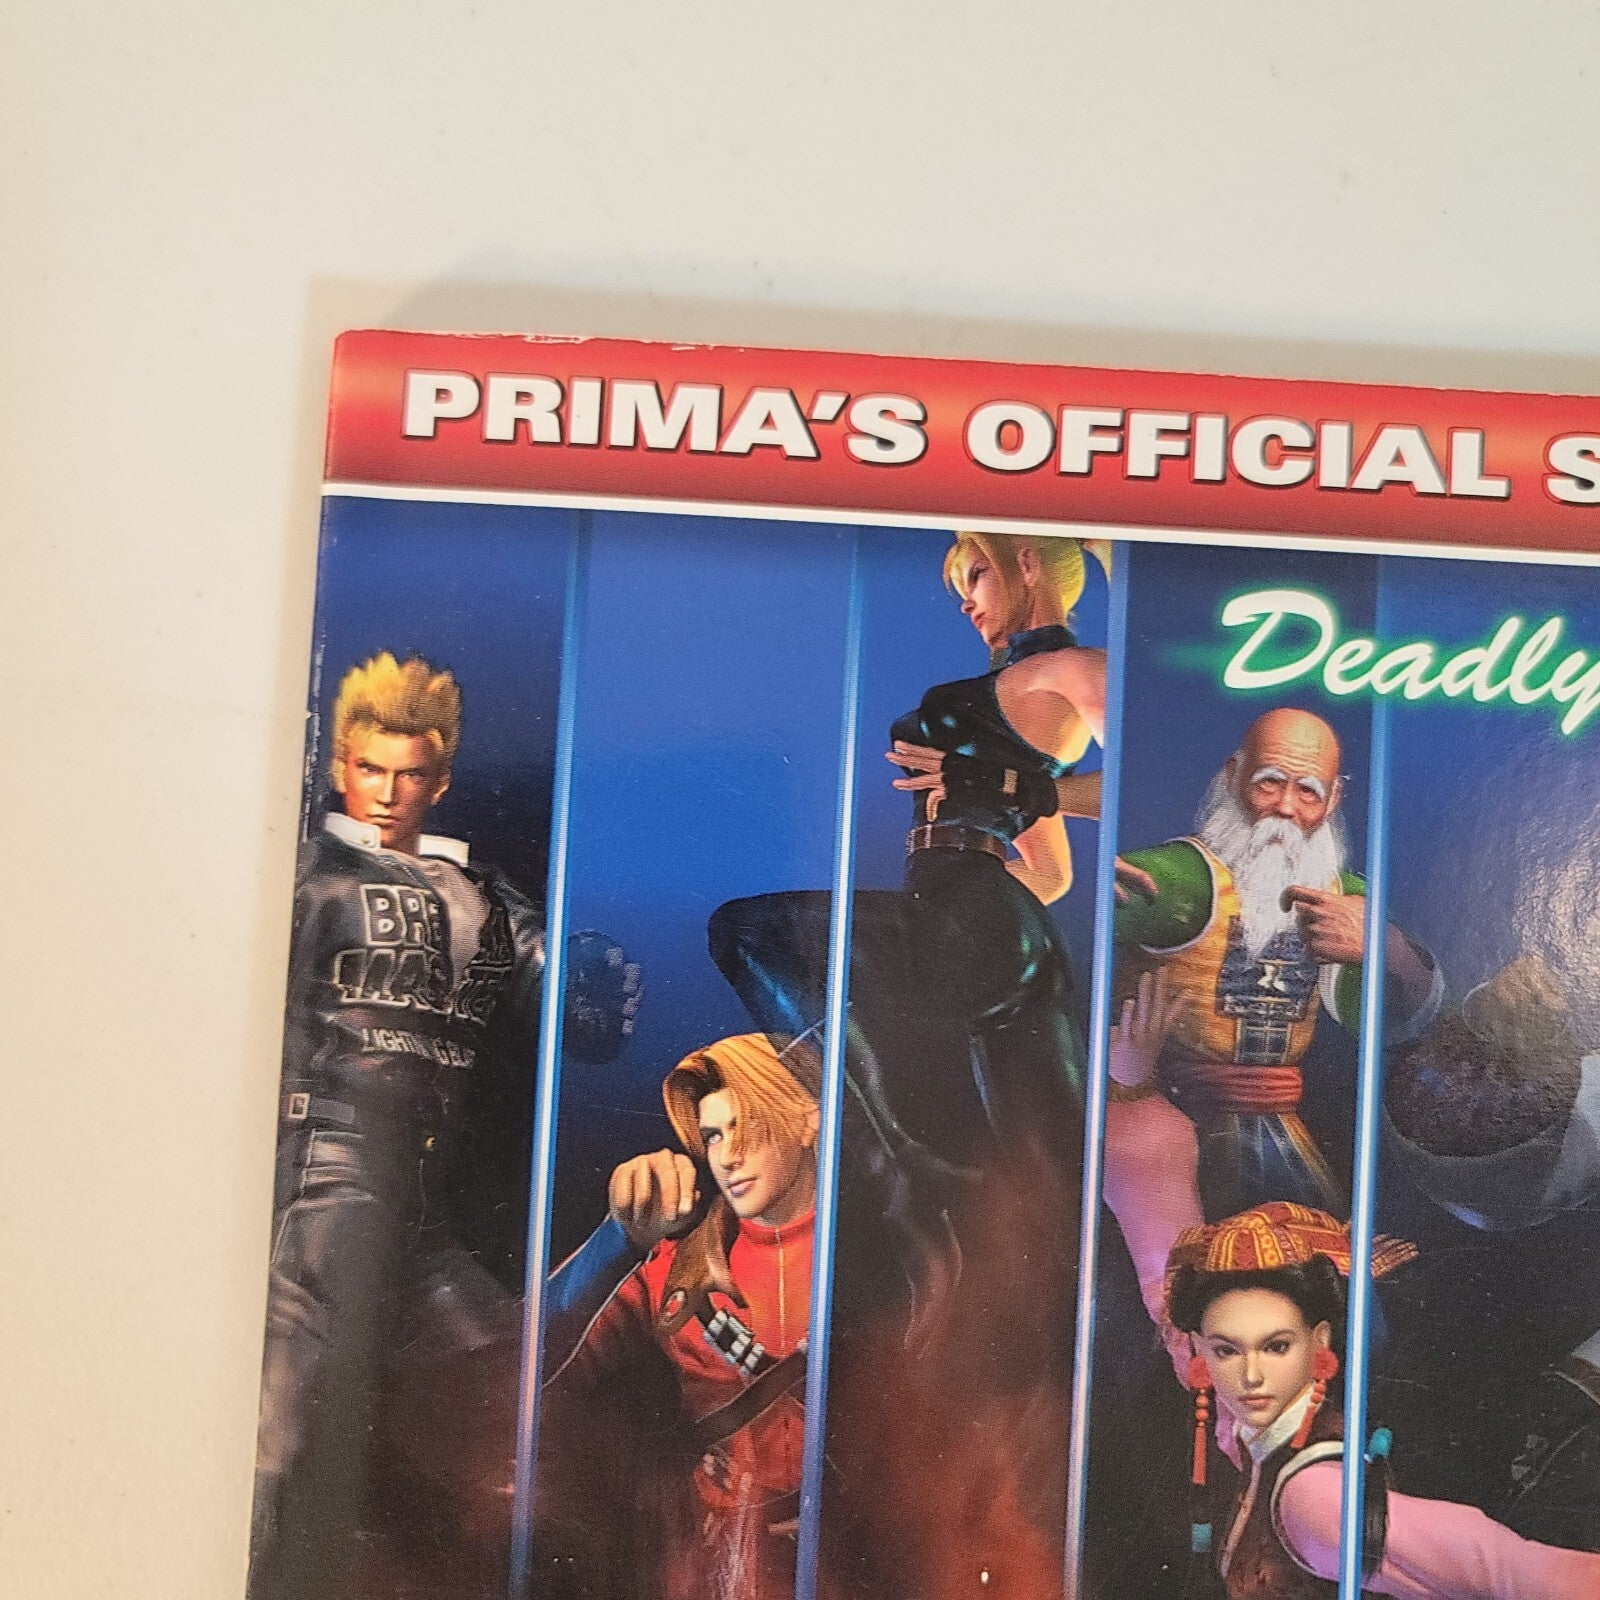 PRIMA'S OFFICIAL S
Deadly
LIGHTNING